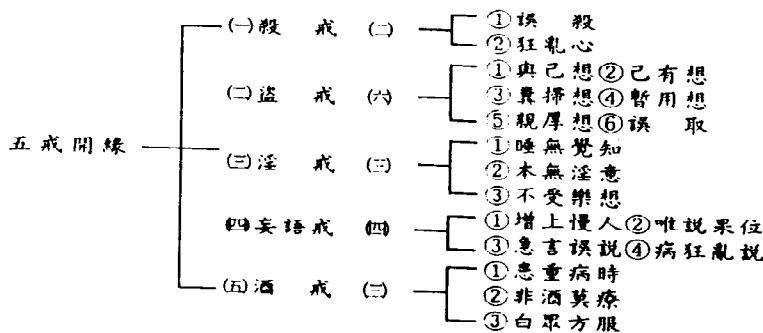 五戒開緣
㈠殺戒㈡
①誤殺
②狂亂心
㈡盜戒㈥
①與己想②己有想
③糞掃想④暫用想
⑤親厚想⑥誤取
㈢淫戒㈢
①睡無覺知
②本無淫意
③不受樂想
㈣妄語戒㈣
①增上慢人②唯說果位
③急言誤說④病狂亂說
㈤酒戒㈢
①患重病時
②非酒莫療
③白眾方服